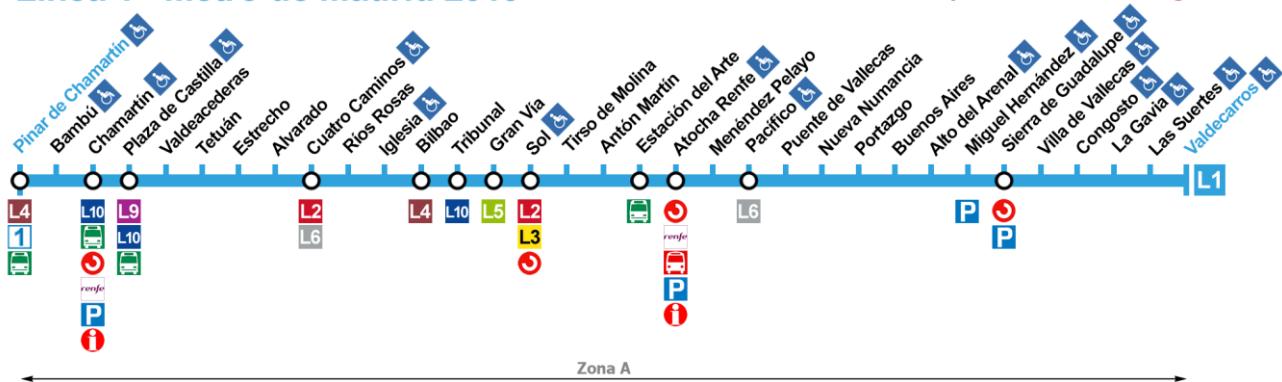 Pinar de Chamartín
Bambú
Chamartín
Plaza de Castilla
Valdeacederas
Tetuán
Estrecho
Alvarado
Cuatro Caminos
Ríos Rosas
Iglesia
Bilbao
Tribunal
Gran Vía
Sol
Tirso de Molina
Antón Martín
Estación del Arte
Atocha Renfe
Menéndez Pelayo
Pacífico
Puente de Vallecas
Nueva Numancia
Portazgo
Buenos Aires
Alto del Arenal
Miguel Hernández
Sierra de Guadalupe
Villa de Vallecas
Congosto
La Gavia
Las Suertes
Valdecarros
L1
L4 L10 L9 L2 L4 L10 L5 L2 L6 P
1 L10 L6 L3 renfe P
renfe P
P i
i
Zona A